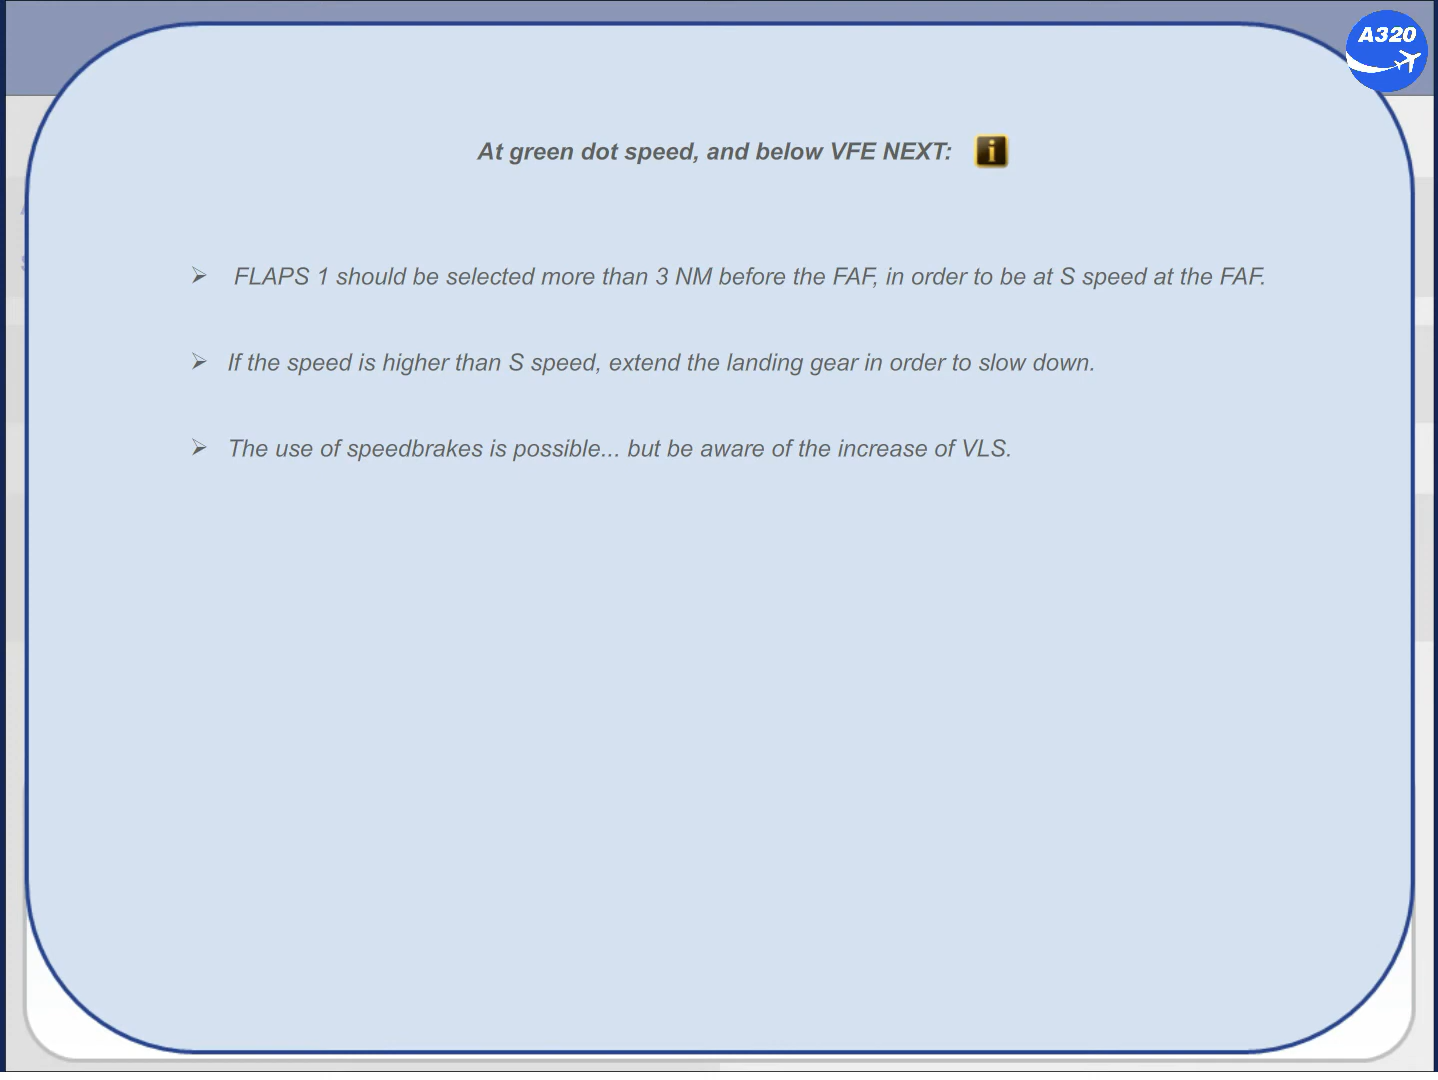 A320
At green dot speed, and below VFE NEXT:
i
➢ FLAPS 1 should be selected more than 3 NM before the FAF, in order to be at S speed at the FAF.
➢ If the speed is higher than S speed, extend the landing gear in order to slow down.
➢ The use of speedbrakes is possible... but be aware of the increase of VLS.